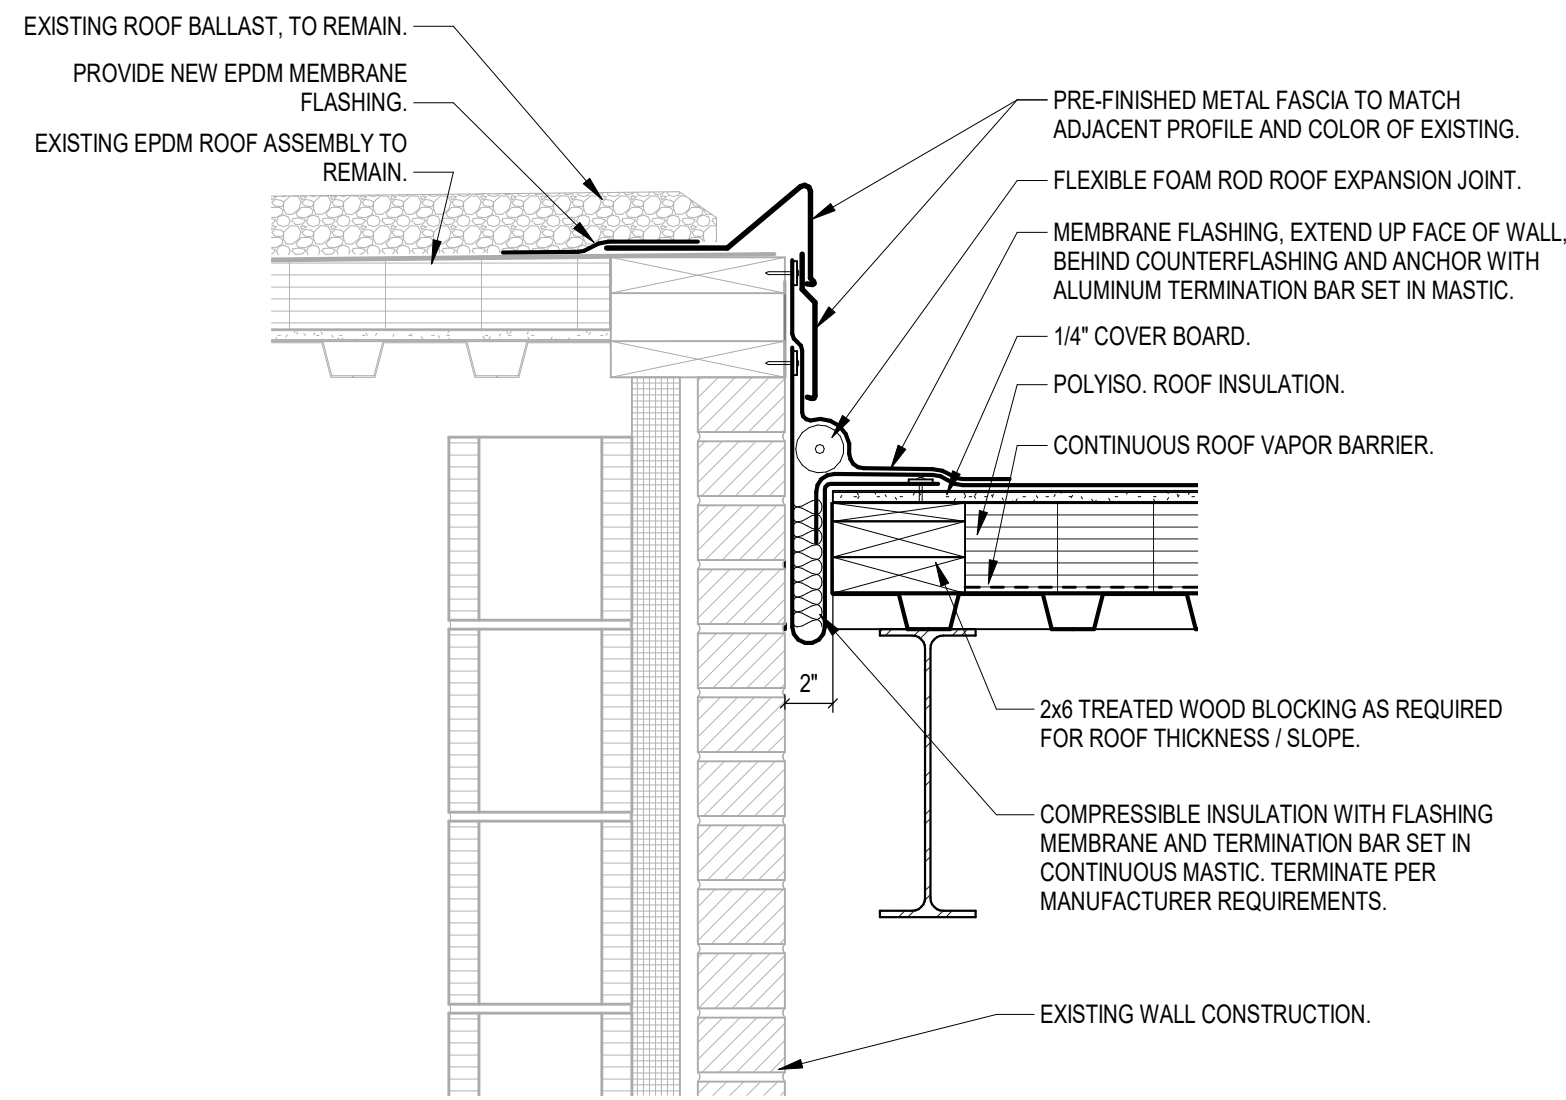 EXISTING ROOF BALLAST, TO REMAIN.
PROVIDE NEW EPDM MEMBRANE
FLASHING.
EXISTING EPDM ROOF ASSEMBLY TO
REMAIN.
PRE-FINISHED METAL FASCIA TO MATCH
ADJACENT PROFILE AND COLOR OF EXISTING.
FLEXIBLE FOAM ROD ROOF EXPANSION JOINT.
MEMBRANE FLASHING, EXTEND UP FACE OF WALL,
BEHIND COUNTERFLASHING AND ANCHOR WITH
ALUMINUM TERMINATION BAR SET IN MASTIC.
1/4" COVER BOARD.
POLYISO. ROOF INSULATION.
CONTINUOUS ROOF VAPOR BARRIER.
2"
2x6 TREATED WOOD BLOCKING AS REQUIRED
FOR ROOF THICKNESS / SLOPE.
COMPRESSIBLE INSULATION WITH FLASHING
MEMBRANE AND TERMINATION BAR SET IN
CONTINUOUS MASTIC. TERMINATE PER
MANUFACTURER REQUIREMENTS.
EXISTING WALL CONSTRUCTION.